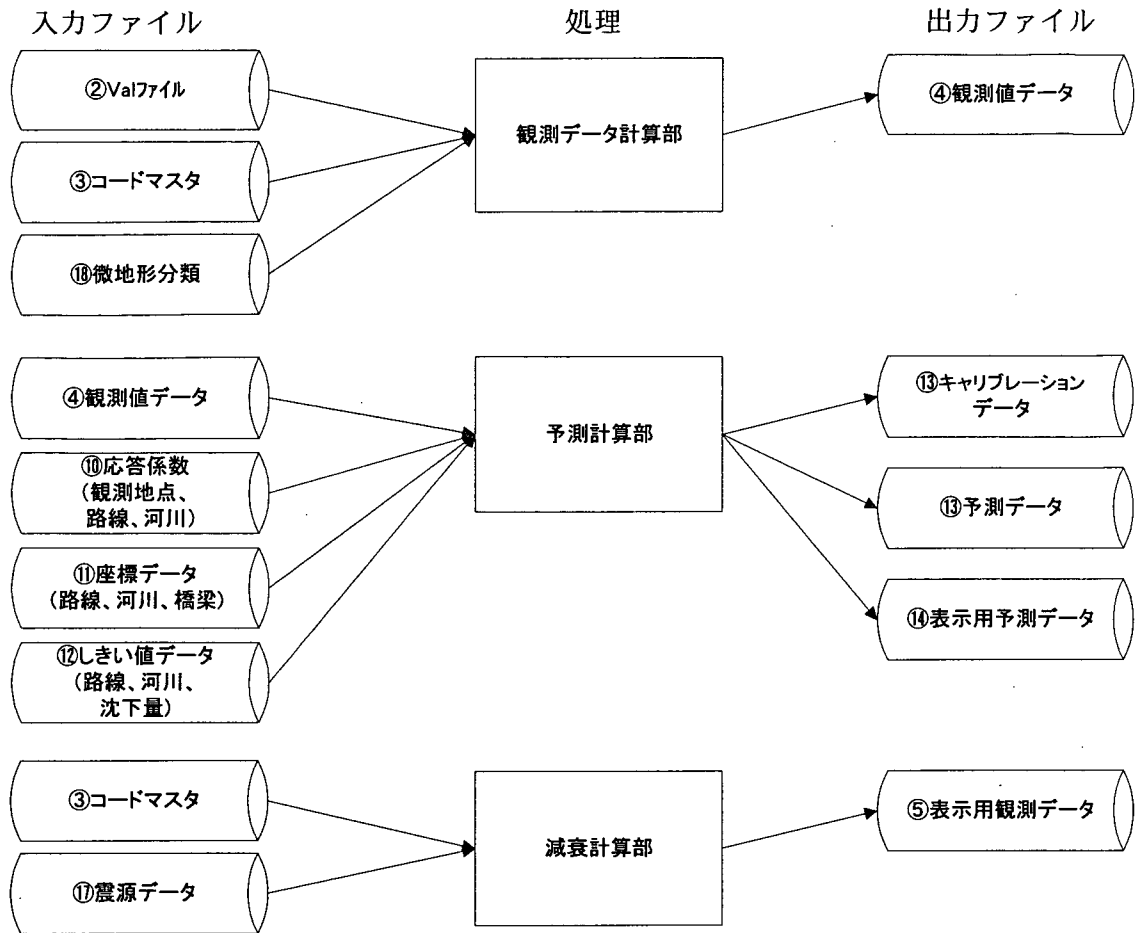 入力ファイル
処理
出力ファイル
②Valファイル
③コードマスタ
⑱微地形分類
観測データ計算部
④観測値データ
④観測値データ
⑩応答係数
(観測地点、
路線、河川)
⑪座標データ
(路線、河川、橋梁)
⑫しきい値データ
(路線、河川、
沈下量)
予測計算部
⑬キャリブレーション
データ
⑬予測データ
⑭表示用予測データ
③コードマスタ
⑰震源データ
減衰計算部
⑤表示用観測データ